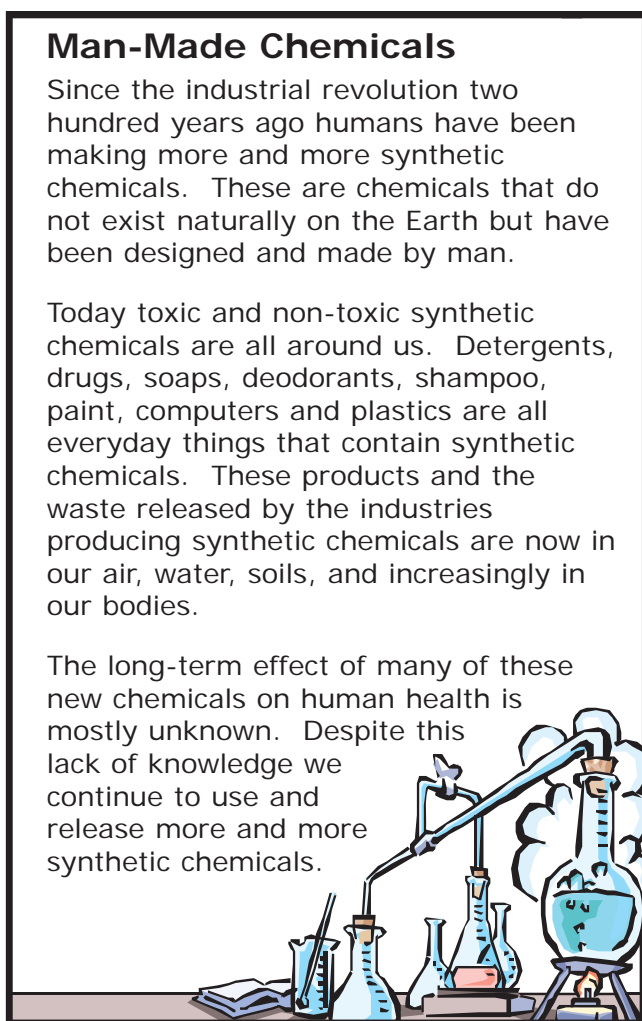 Man-Made Chemicals
Since the industrial revolution two
hundred years ago humans have been
making more and more synthetic
chemicals.  These are chemicals that do
not exist naturally on the Earth but have
been designed and made by man.
Today toxic and non-toxic synthetic
chemicals are all around us.  Detergents,
drugs, soaps, deodorants, shampoo,
paint, computers and plastics are all
everyday things that contain synthetic
chemicals.  These products and the
waste released by the industries
producing synthetic chemicals are now in
our air, water, soils, and increasingly in
our bodies.
The long-term effect of many of these
new chemicals on human health is
mostly unknown.  Despite this
lack of knowledge we
continue to use and
release more and more
synthetic chemicals.